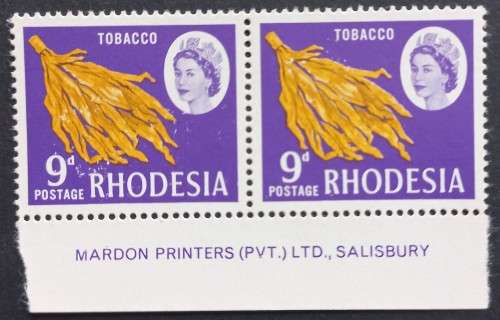 TOBACCO
9d
POSTAGE RHODESIA
TOBACCO
9d
POSTAGE RHODESIA
MARDON PRINTERS (PVT.) LTD., SALISBURY